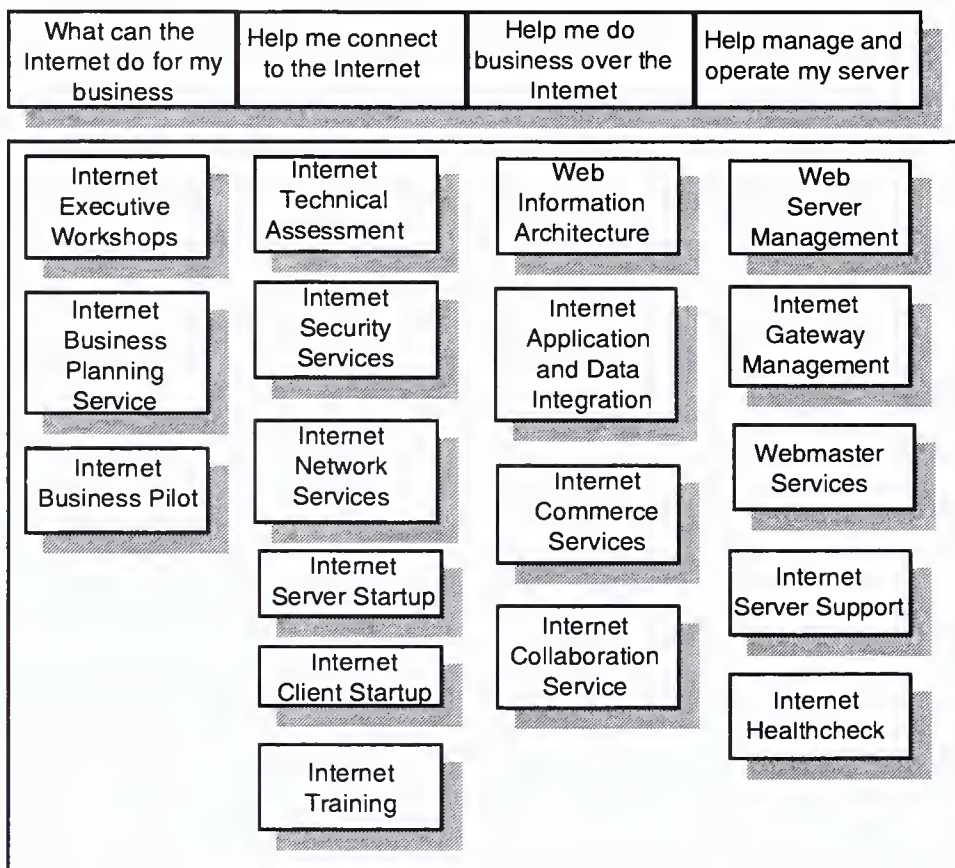 What can the
Internet do for my
business
Help me connect
to the Internet
Help me do
business over the
Internet
Help manage and
operate my server
Internet
Executive
Workshops
Internet
Business
Planning
Service
Internet
Business Pilot
Internet
Technical
Assessment
Internet
Security
Services
Internet
Network
Services
Internet
Server Startup
Internet
Client Startup
Internet
Training
Web
Information
Architecture
Internet
Application
and Data
Integration
Internet
Commerce
Services
Internet
Collaboration
Service
Web
Server
Management
Internet
Gateway
Management
Webmaster
Services
Internet
Server Support
Internet
Healthcheck